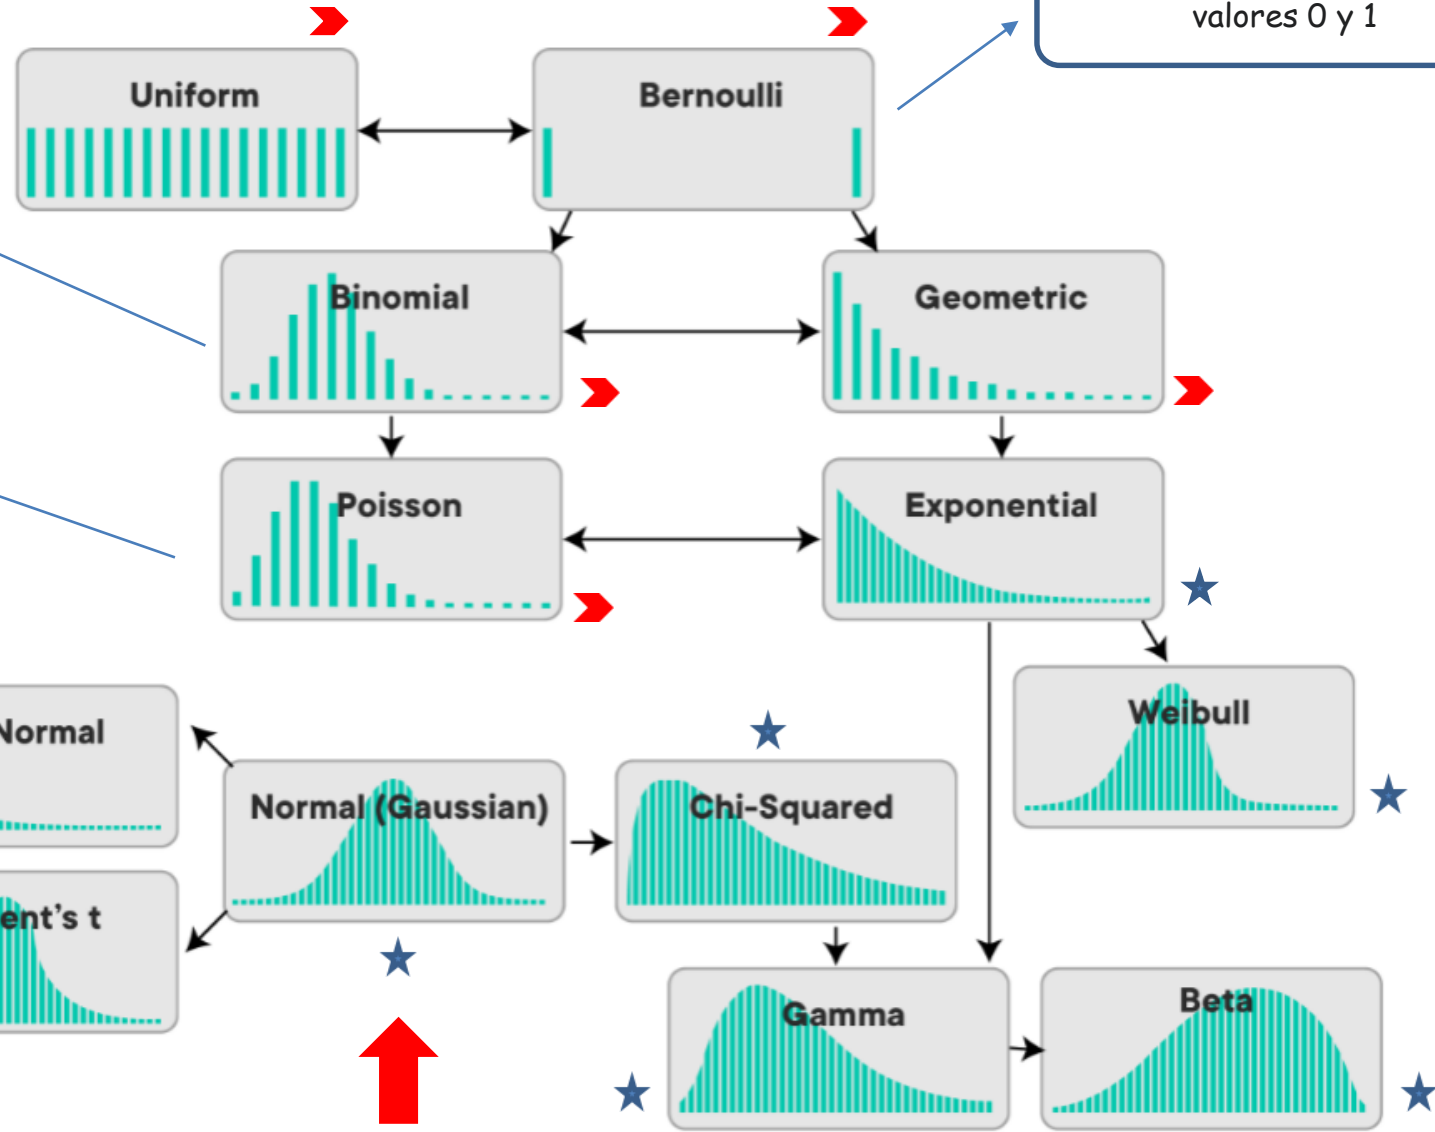 valores 0 y 1
Uniform
Bernoulli
Binomial
Geometric
Poisson
Exponential
Normal
Weibull
Normal (Gaussian)
Chi-Squared
ent's t
Gamma
Beta